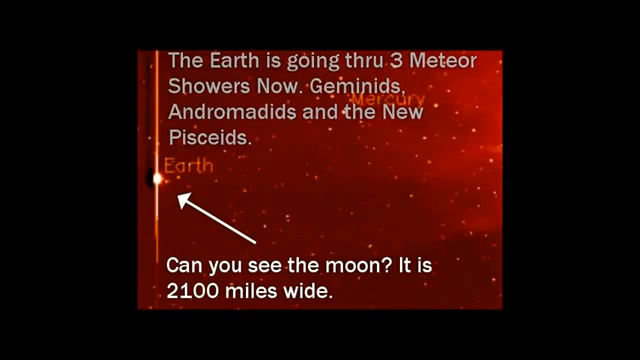 The Earth is going thru 3 Meteor
Showers Now. Geminids,
Mercury
Andromadids and the New
Pisceids.
Earth
Can you see the moon? It is
2100 miles wide.